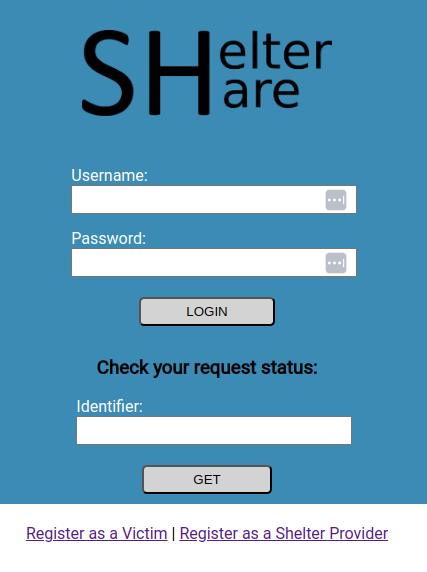 SHelter
Hare
Username:
Password:
LOGIN
Check your request status:
Identifier:
GET
Register as a Victim | Register as a Shelter Provider